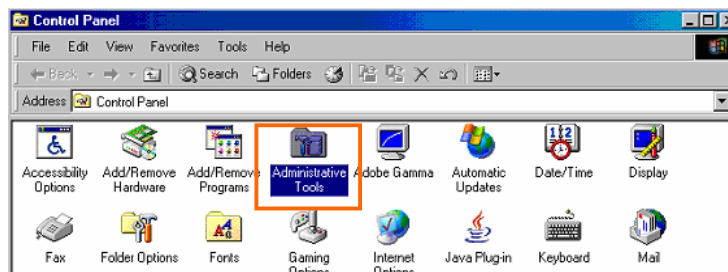 Control Panel
File Edit View Favorites Tools Help
Back Search Folders
Address Control Panel
Accessibility Options
Add/Remove Hardware
Add/Remove Programs
Administrative Tools
Adobe Gamma
Automatic Updates
Date/Time
Display
Fax
Folder Options
Fonts
Gaming Options
Internet Options
Java Plug-in
Keyboard
Mail